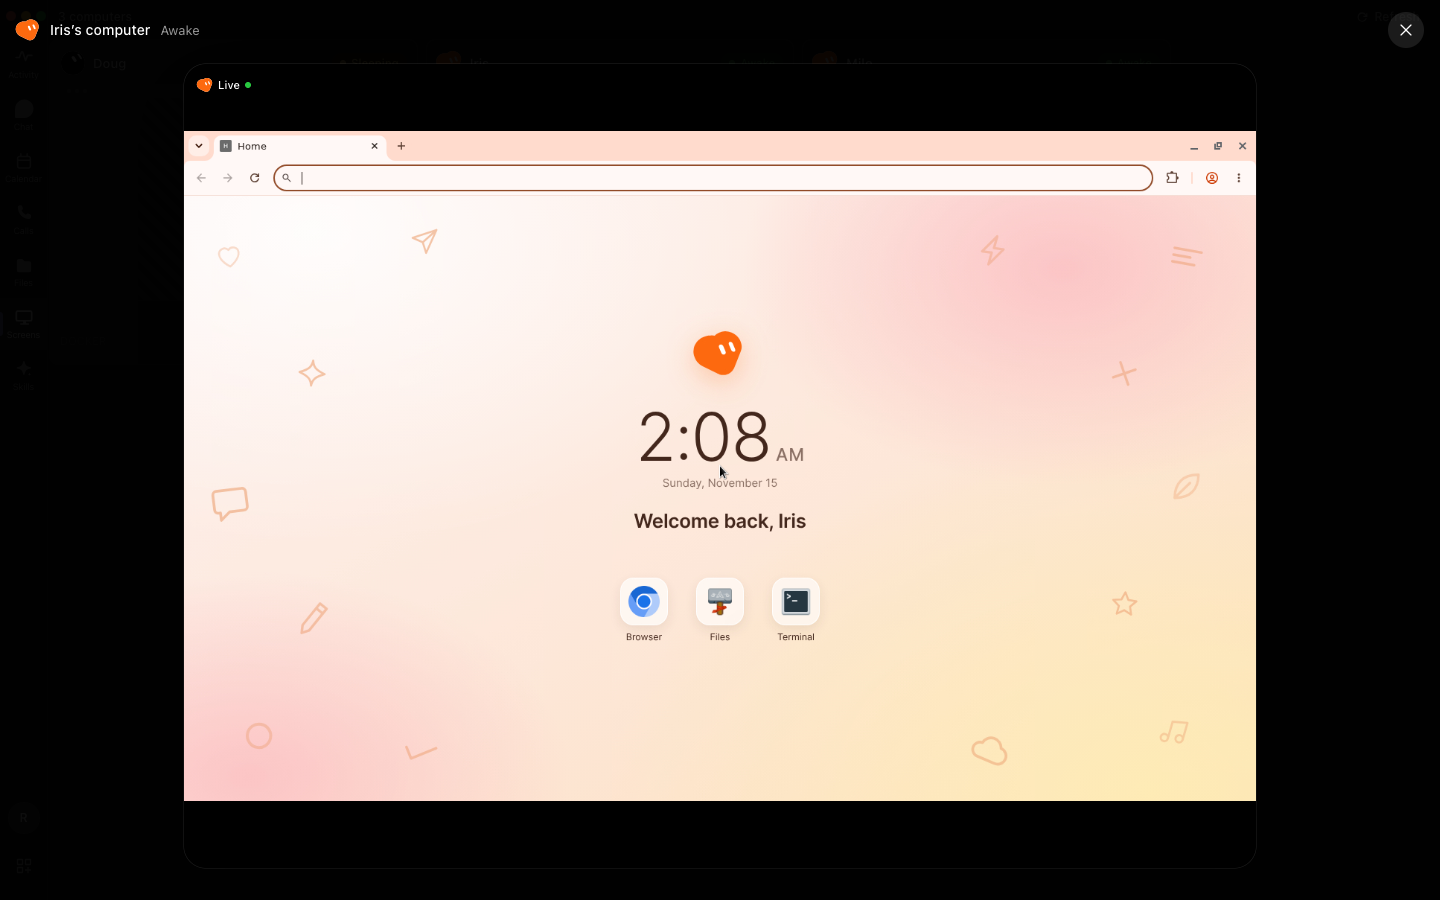 Iris's computer Awake
Live
Home
2:08 AM
Sunday, November 15
Welcome back, Iris
Browser
Files
Terminal